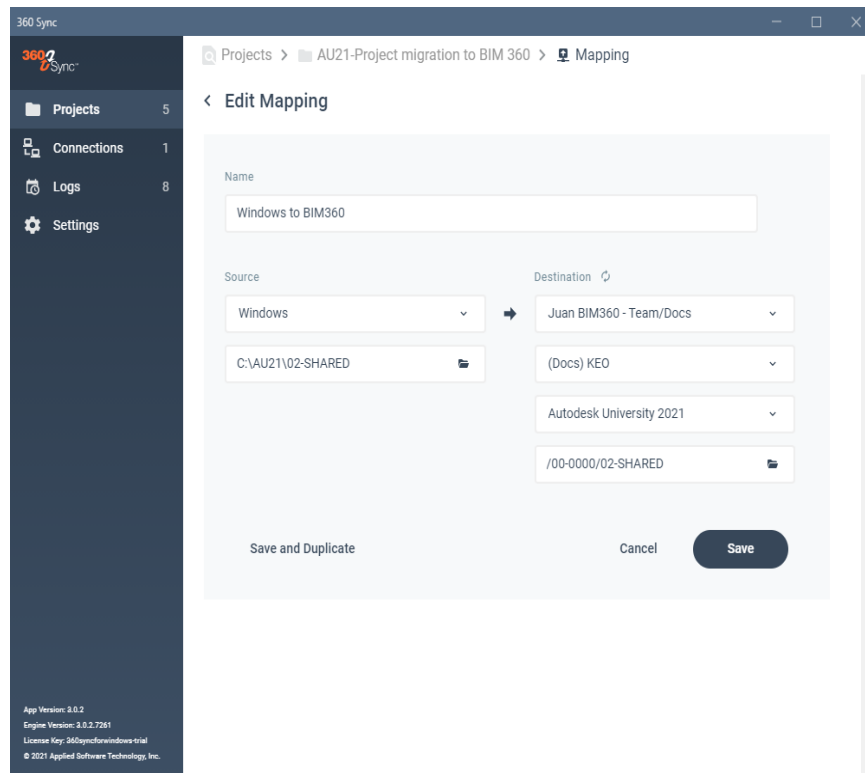 360 Sync
360 Sync™
Projects 5
Connections 1
Logs 8
Settings
App Version: 3.0.2
Engine Version: 3.0.2.7261
License Key: 360syncforwindows-trial
© 2021 Applied Software Technology, Inc.
Projects > AU21-Project migration to BIM 360 > Mapping
Edit Mapping
Name
Windows to BIM360
Source
Windows
C:\AU21\02-SHARED
Destination
Juan BIM360 - Team/Docs
(Docs) KEO
Autodesk University 2021
/00-0000/02-SHARED
Save and Duplicate
Cancel
Save